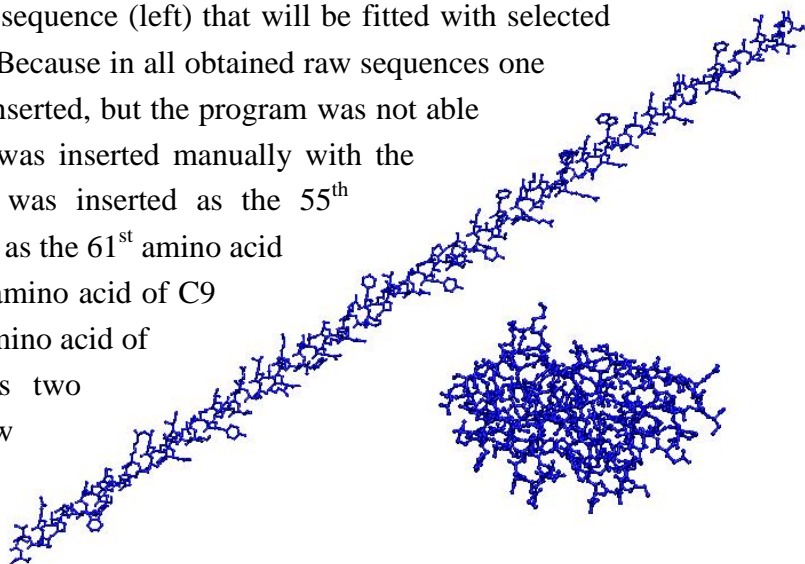 sequence (left) that will be fitted with selected
Because in all obtained raw sequences one
nserted, but the program was not able
was inserted manually with the
was inserted as the 55th
as the 61st amino acid
amino acid of C9
mino acid of
s two
w